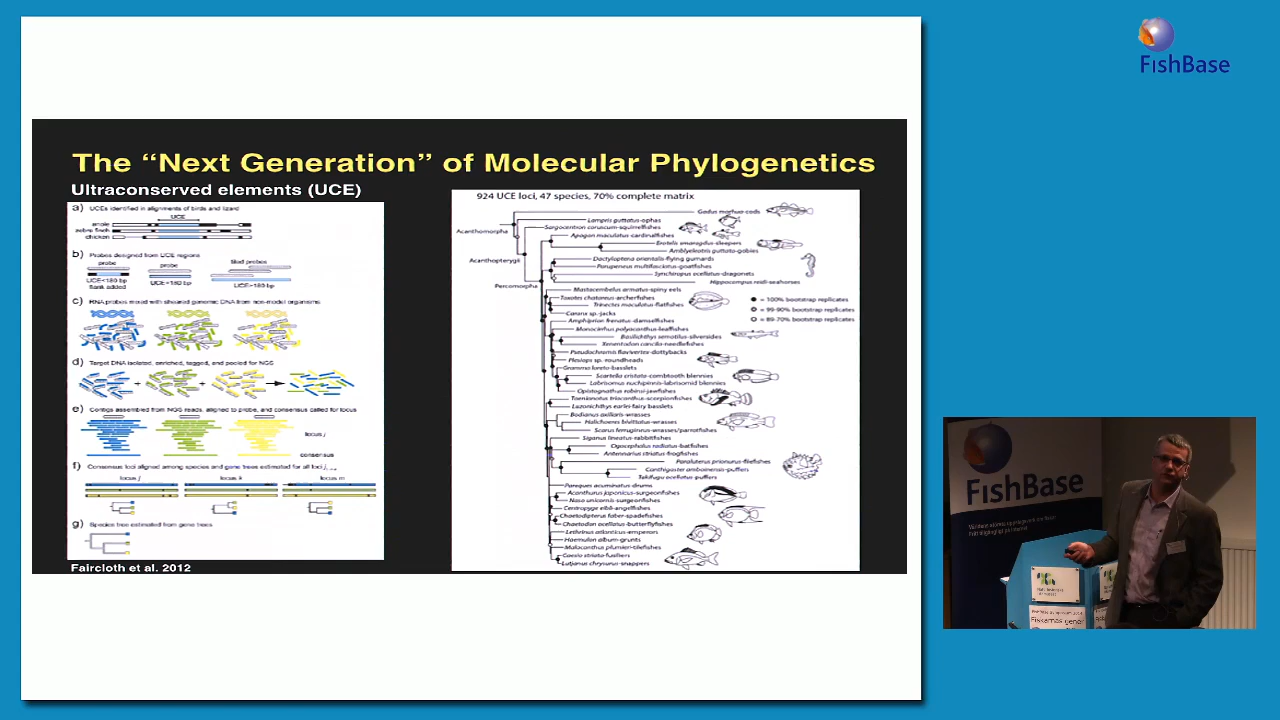 FishBase
The “Next Generation” of Molecular Phylogenetics
Ultraconserved elements (UCE)
a) UCEs identified in alignments of birds and lizard
UCE
anole
zebra finch
chicken
b) Probes designed from UCE regions
probe
probe
tiled probes
UCE<180 bp
flank added
UCE=180 bp
UCE>180 bp
c) RNA probes mixed with sheared genomic DNA from non-model organisms
d) Target DNA isolated, enriched, tagged, and pooled for NGS
e) Contigs assembled from NGS reads, aligned to probe, and consensus called for locus
locus j
consensus
f) Consensus loci aligned among species and gene trees estimated for all loci
locus j
locus k
locus m
g) Species tree estimated from gene trees
Faircloth et al. 2012
924 UCE loci, 47 species, 70% complete matrix
Acanthomorpha
Acanthopterygii
Percomorpha
Gadus morhua-cods
Lampris guttatus-opahs
Sargocentron coruscum-squirrelfishes
Apogon maculatus-cardinalfishes
Eleotris smaragdus-sleepers
Amblyeleotris guttata-gobies
Dactyloptena orientalis-flying gurnards
Parupeneus multifasciatus-goatfishes
Synchiropus ocellatus-dragonets
Hippocampus reidi-seahorses
Mastacembelus armatus-spiny eels
Toxotes chatareus-archerfishes
Trinectes maculatus-flatfishes
Caranx sp.-jacks
Amphiprion frenatus-damselfishes
Monocirrhus polyacanthus-leaffishes
-silversides
Xenentodon cancila-needlefishes
Pseudochromis flavivertex-dottybacks
Plesiops sp. roundheads
Gramma loreto-basslets
Scartella cristata-combtooth blennies
Labrisomus nuchipinnis-labrisomid blennies
Opistognathus robinsi-jawfishes
Taenionotus triacanthus-scorpionfishes
-fairy basslets
Bodianus axillaris-wrasses
Halichoeres bivittatus-wrasses
Scarus ferrugineus-wrasses/parrotfishes
Siganus lineatus-rabbitfishes
Ogcocephalus radiatus-batfishes
Antennarius striatus-frogfishes
Paraluteres prionurus-filefishes
Canthigaster amboinensis-puffers
Takifugu ocellatus-puffers
Pareques acuminatus-drums
Acanthurus japonicus-surgeonfishes
Naso unicornis-surgeonfishes
Centropyge eibli-angelfishes
Chaetodipterus faber-spadefishes
Chaetodon ocellatus-butterflyfishes
Lethrinus atlanticus-emperors
Haemulon album-grunts
Malacanthus plumieri-tilefishes
Caesio striata-fusiliers
Lutjanus chrysurus-snappers
= 100% bootstrap replicates
= 99-90% bootstrap replicates
= 89-70% bootstrap replicates
FishBase
Fiskarnas gener